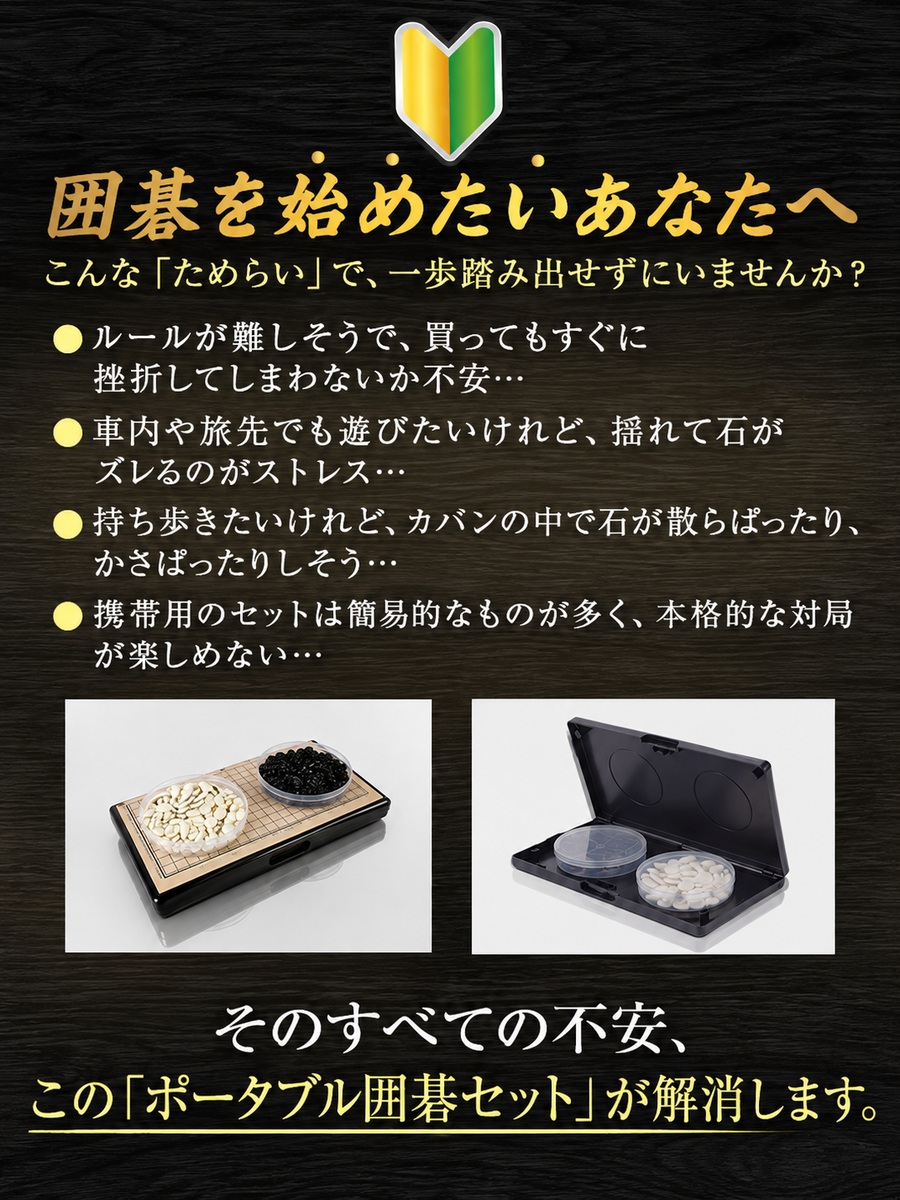 囲碁を始めたいあなたへ
こんな「ためらい」で、一歩踏み出せずにいませんか？
● ルールが難しそうで、買ってもすぐに
挫折してしまわないか不安…
● 車内や旅先でも遊びたいけれど、揺れて石が
ズレるのがストレス…
● 持ち歩きたいけれど、カバンの中で石が散らばったり、
かさばったりしそう…
● 携帯用のセットは簡易的なものが多く、本格的な対局
が楽しめない…
そのすべての不安、
この「ポータブル囲碁セット」が解消します。